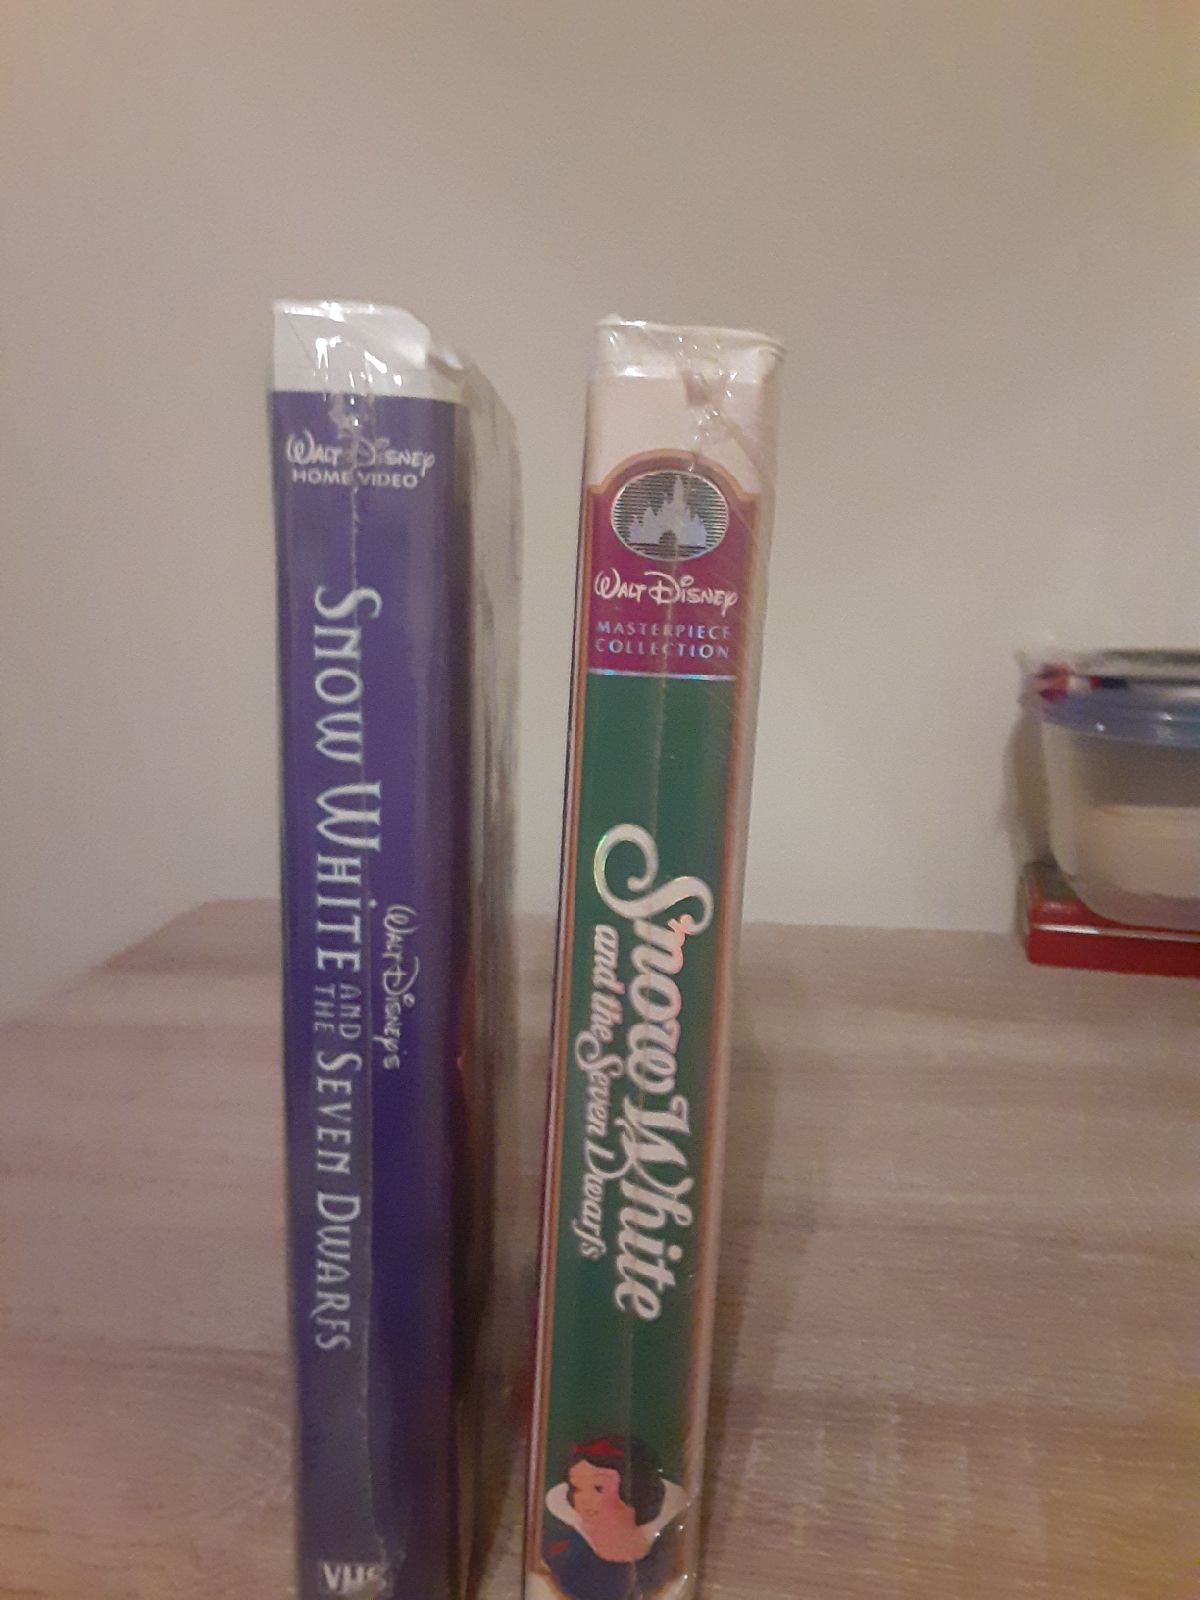 WALT DISNEY
HOME VIDEO
WALT DISNEY'S
SNOW WHITE AND THE SEVEN DWARFS
VHS
WALT DISNEY
MASTERPIECE
COLLECTION
Snow White
and the Seven Dwarfs